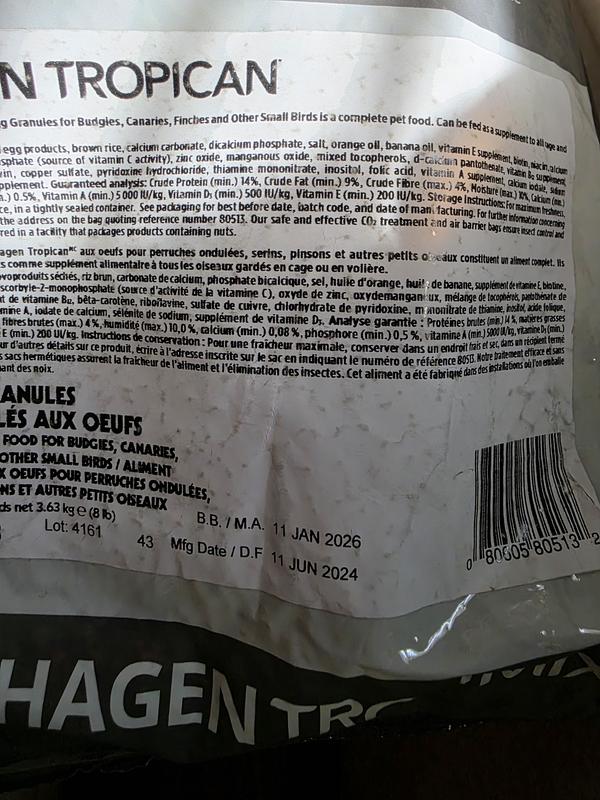 N TROPICAN
g Granules for Budgies, Canaries, Finches and Other Small Birds is a complete pet food. Can be fed as a supplement to all age and
egg products, brown rice, calcium carbonate, dicalcium phosphate, salt, orange oil, banana oil, vitamin E supplement, biotin, niacin, calcium
sphate (source of vitamin C activity), zinc oxide, manganous oxide, mixed tocopherols, d-calcium pantothenate, vitamin B12 supplement,
vin, copper sulfate, pyridoxine hydrochloride, thiamine mononitrate, inositol, folic acid, vitamin A supplement, calcium iodate, sodium
pplement. Guaranteed analysis: Crude Protein (min.) 14%, Crude Fat (min.) 9%, Crude Fibre (max.) 4%, Moisture (max.) 10%, Calcium (min.)
n.) 0.5%, Vitamin A (min.) 5 000 IU/kg, Vitamin D3 (min.) 500 IU/kg, Vitamin E (min.) 200 IU/kg. Storage Instructions: For maximum freshness,
ce, in a tightly sealed container. See packaging for best before date, batch code, and date of manufacturing. For further information concerning
the address on the bag quoting reference number 80513. Our safe and effective CO2 treatment and air barrier bags ensure insect control and
red in a facility that packages products containing nuts.
agen Tropican MC aux oeufs pour perruches ondulées, serins, pinsons et autres petits oiseaux constituent un aliment complet. Ils
s comme supplément alimentaire à tous les oiseaux gardés en cage ou en volière.
ovoproduits séchés, riz brun, carbonate de calcium, phosphate bicalcique, sel, huile d'orange, huile de banane, supplément de vitamine E, biotine,
scorbyle-2-monophosphate (source d'activité de la vitamine C), oxyde de zinc, oxydemanganeux, mélange de tocophérols, pantothénate de
t de vitamine B12, bêta-carotène, riboflavine, sulfate de cuivre, chlorhydrate de pyridoxine, mononitrate de thiamine, inositol, acide folique,
mine A, iodate de calcium, sélénite de sodium, supplément de vitamine D3. Analyse garantie : Protéines brutes (min.) 14 %, matières grasses
fibres brutes (max.) 4 %, humidité (max.) 10,0 %, calcium (min.) 0,08 %, phosphore (min.) 0,5 %, vitamine A (min.) 5000 UI/kg, vitamine D3 (min.)
E (min.) 200 UI/kg. Instructions de conservation : Pour une fraîcheur maximale, conserver dans un endroit frais et sec, dans un récipient fermé
ur d'autres détails sur ce produit, écrire à l'adresse inscrite sur le sac en indiquant le numéro de référence 80513. Notre traitement efficace et sans
s sacs hermétiques assurent la fraîcheur de l'aliment et l'élimination des insectes. Cet aliment a été fabriqué dans des installations où l'on emballe
nant des noix.
ANULES
LÉS AUX OEUFS
FOOD FOR BUDGIES, CANARIES,
OTHER SMALL BIRDS / ALIMENT
X OEUFS POUR PERRUCHES ONDULÉES,
NS ET AUTRES PETITS OISEAUX
ds net 3.63 kg e (8 lb)
B.B. / M.A. 11 JAN 2026
Lot: 4161
43 Mfg Date / D.F 11 JUN 2024
0 80605 80513 2
HAGEN TR